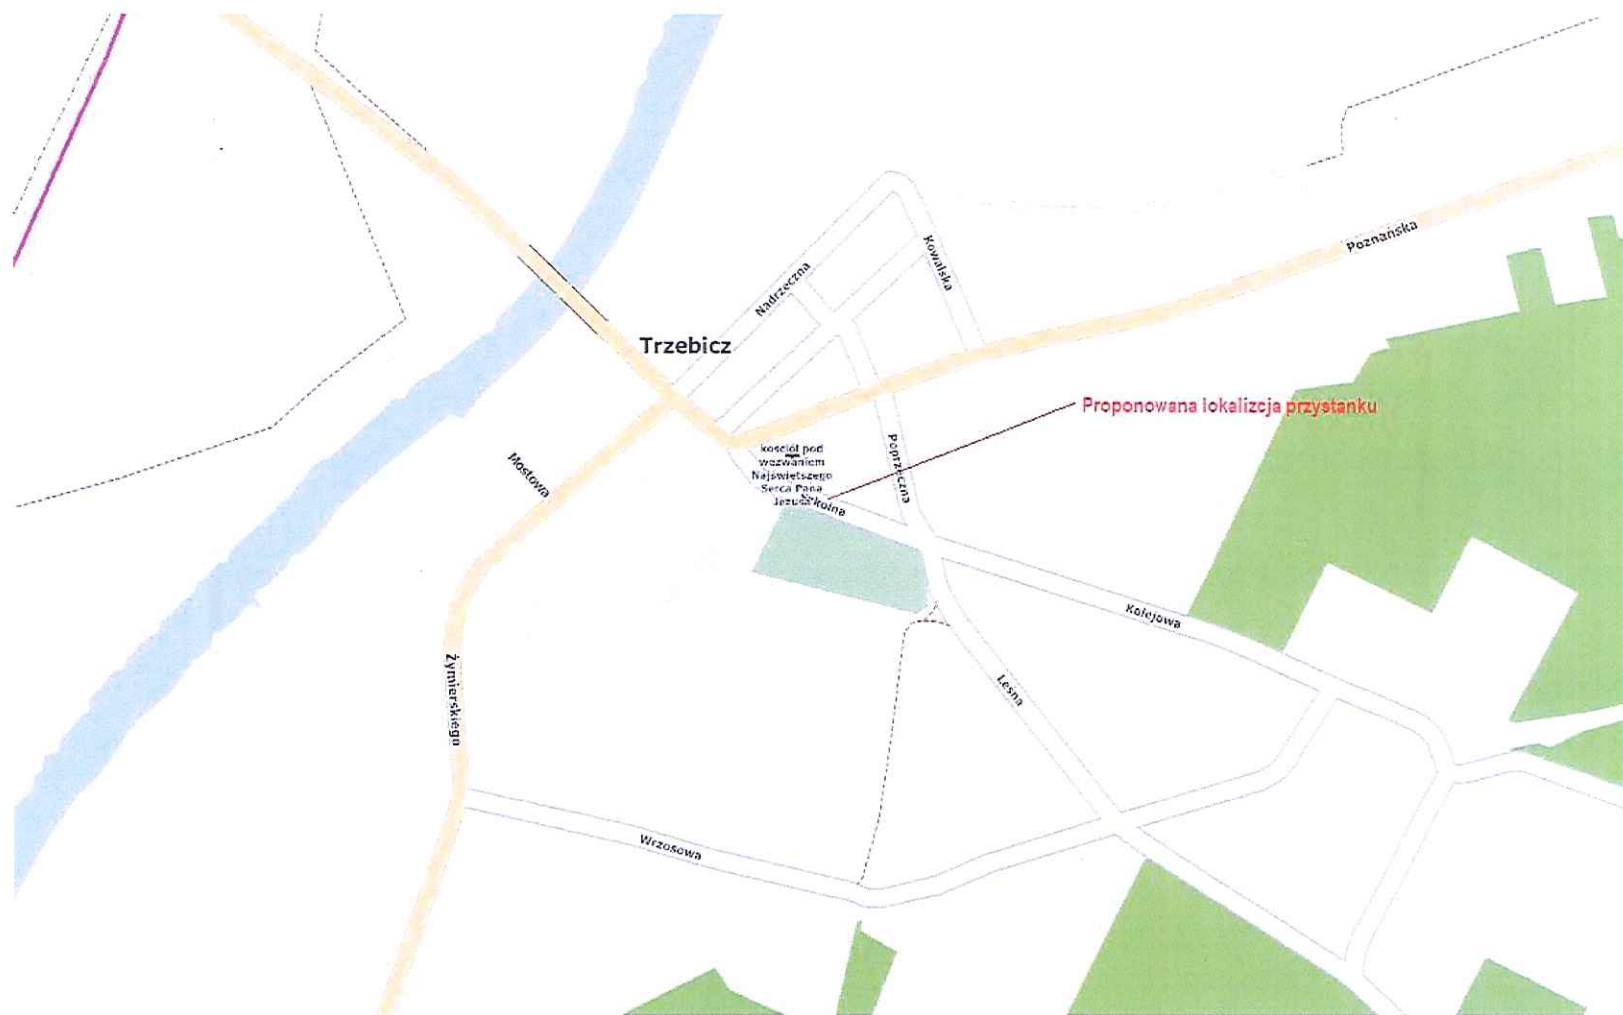 Kowalska
Poznańska
Nadrzeczna
Trzebicz
Proponowana lokalizcja przystanku
kościół pod
wezwaniem
Najświętszego
Serca Pana
Jezusa
Szkolna
Poprzeczna
Mostowa
Kolejowa
Żymierskiego
Leśna
Wrzosowa